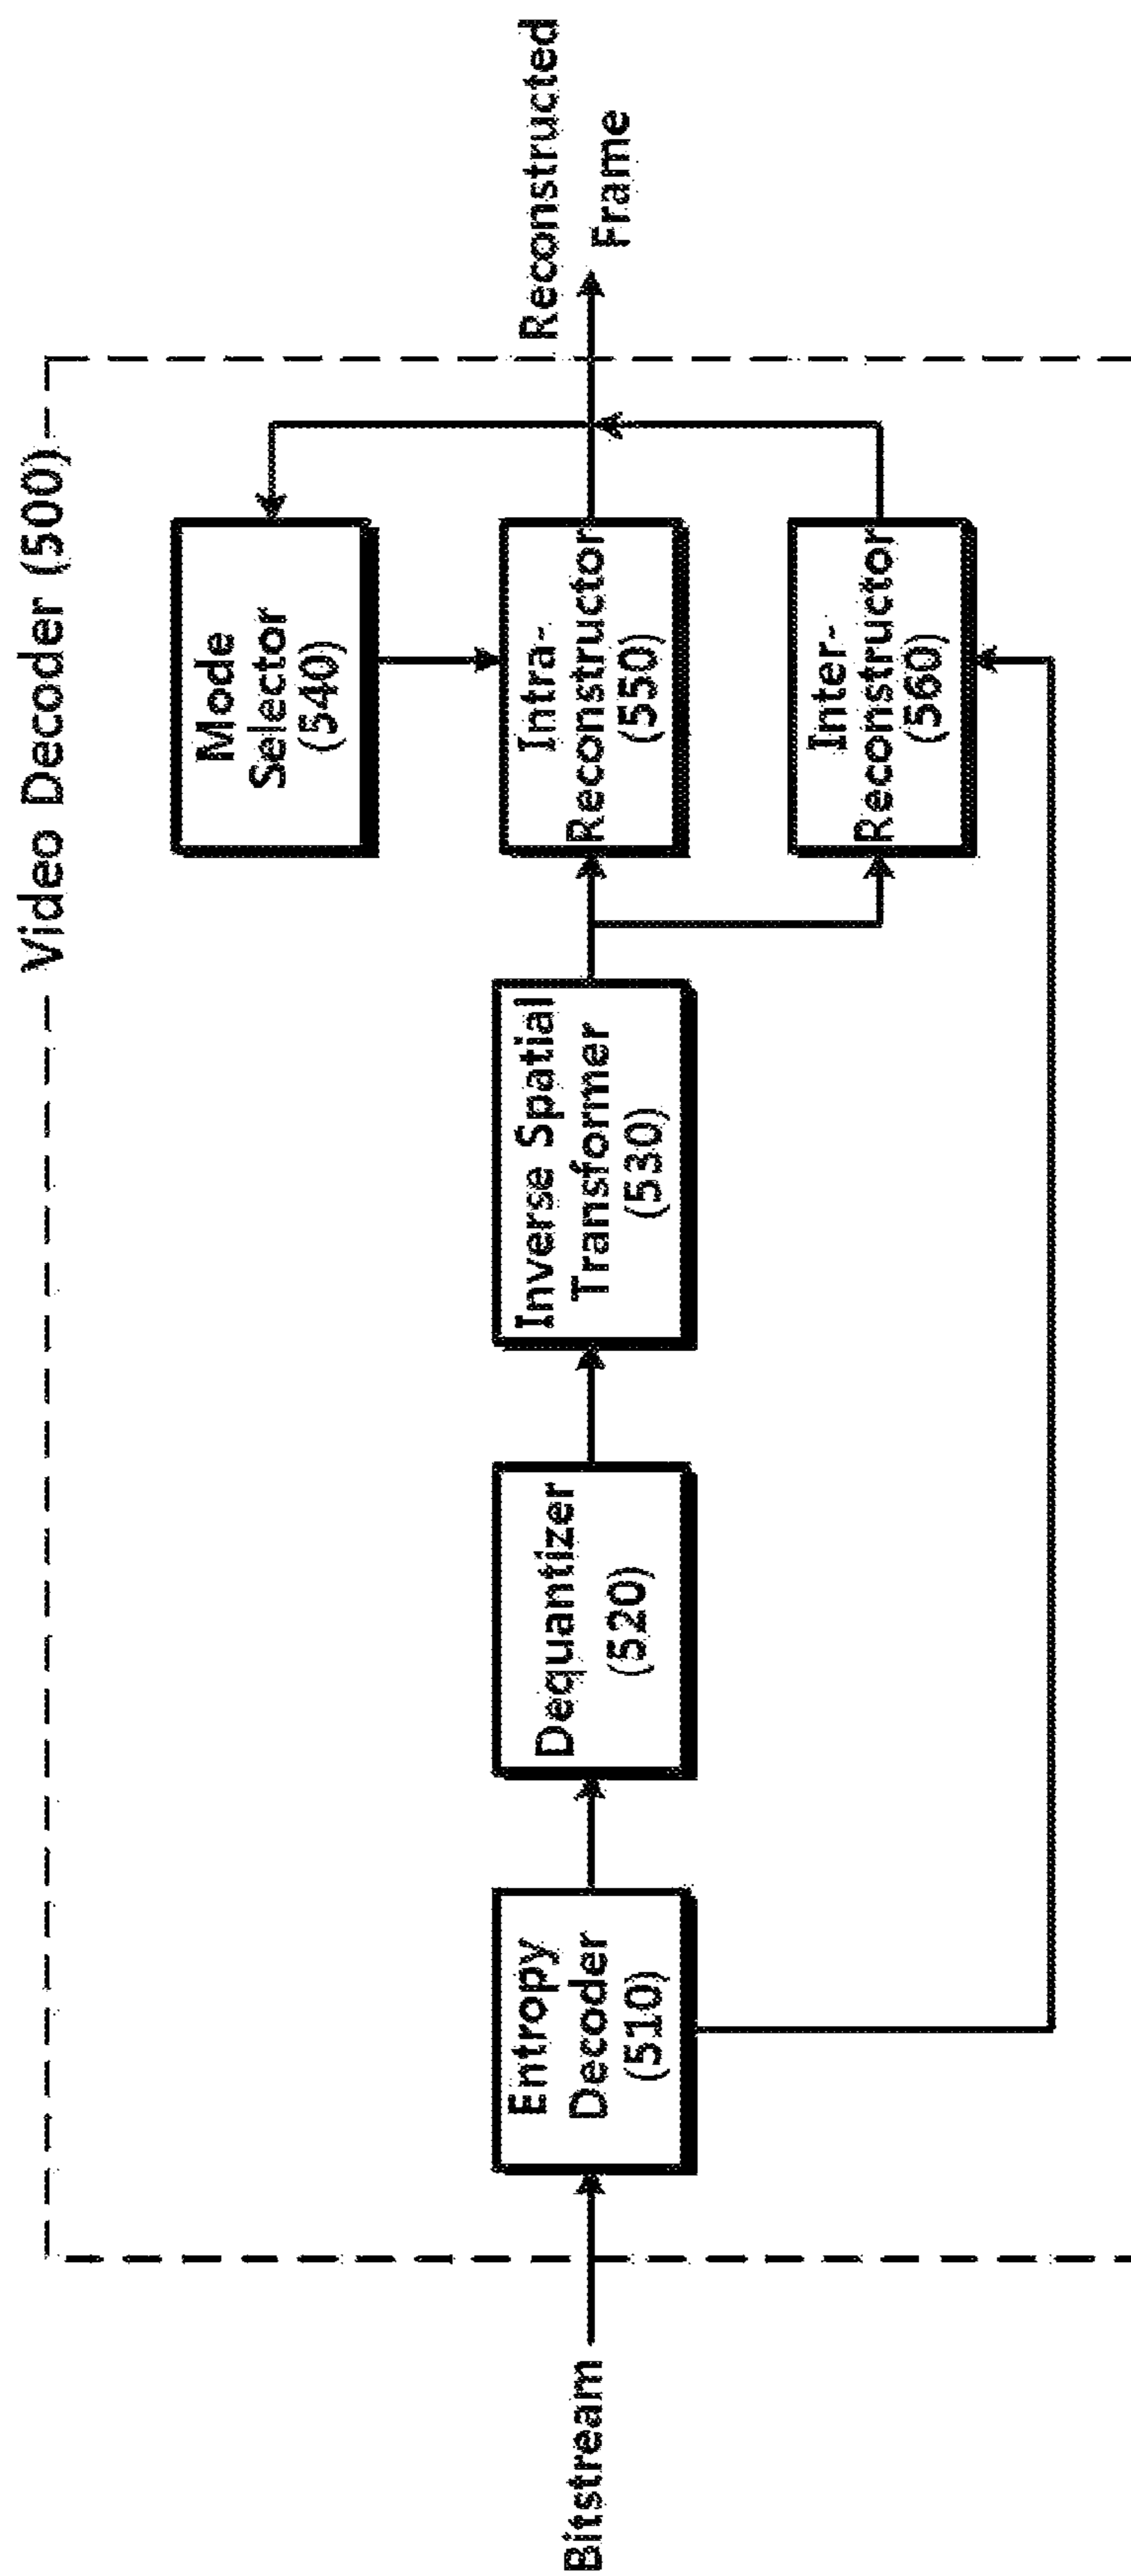 Video Decoder (500)
Mode
Selector
(540)
Bitstream
Entropy
Decoder
(510)
Dequantizer
(520)
Inverse Spatial
Transformer
(530)
Intra-
Reconstructor
(550)
Reconstructed
Frame
Inter-
Reconstructor
(560)